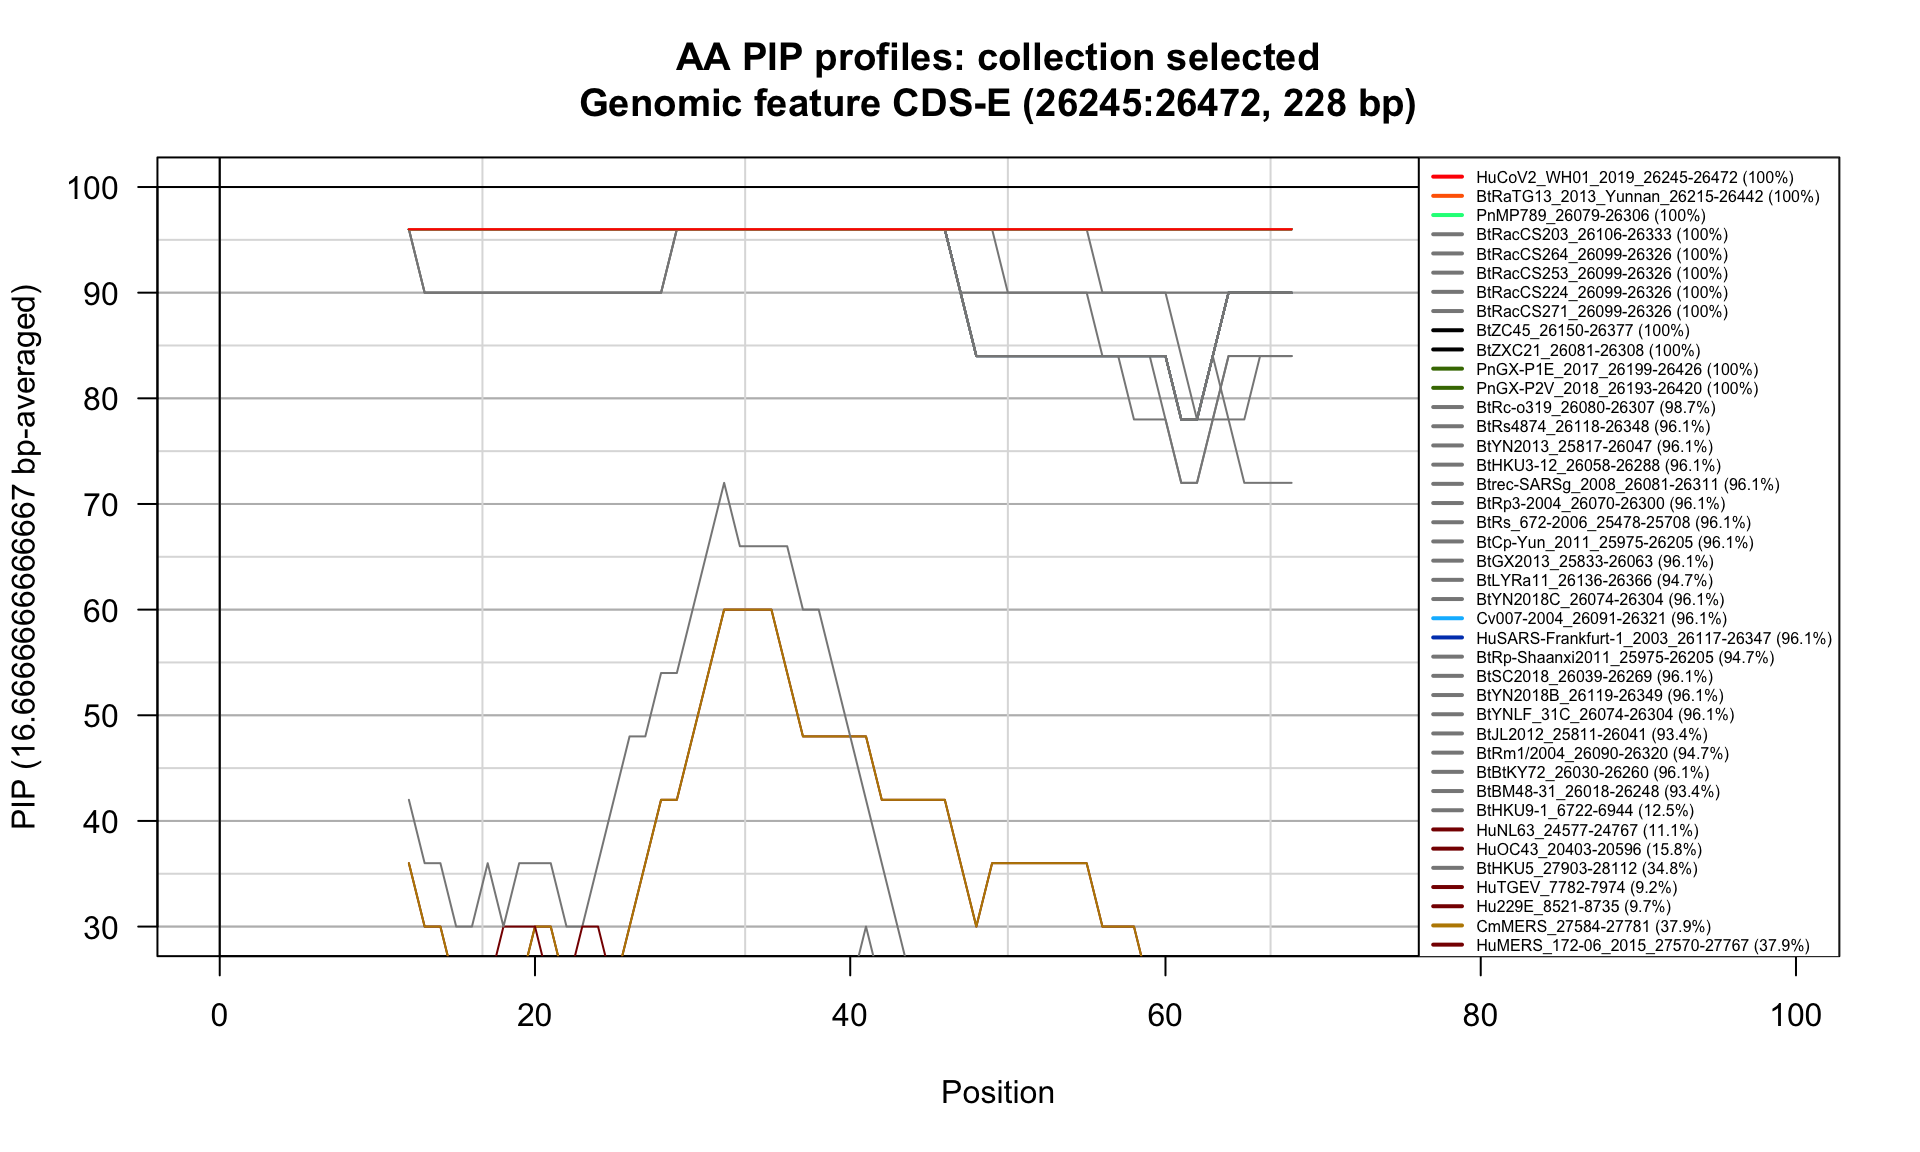 AA PIP profiles: collection selected
Genomic feature CDS-E (26245:26472, 228 bp)
PIP (16.6666666666667 bp-averaged)
100
90
80
70
60
50
40
30
0
20
40
60
80
100
Position
HuCoV2_WH01_2019_26245-26472 (100%)
BtRaTG13_2013_Yunnan_26215-26442 (100%)
PnMP789_26079-26306 (100%)
BtRacCS203_26106-26333 (100%)
BtRacCS264_26099-26326 (100%)
BtRacCS253_26099-26326 (100%)
BtRacCS224_26099-26326 (100%)
BtRacCS271_26099-26326 (100%)
BtZC45_26150-26377 (100%)
BtZXC21_26081-26308 (100%)
PnGX-P1E_2017_26199-26426 (100%)
PnGX-P2V_2018_26193-26420 (100%)
BtRc-o319_26080-26307 (98.7%)
BtRs4874_26118-26348 (96.1%)
BtYN2013_25817-26047 (96.1%)
BtHKU3-12_26058-26288 (96.1%)
Btrec-SARSg_2008_26081-26311 (96.1%)
BtRp3-2004_26070-26300 (96.1%)
BtRs_672-2006_25478-25708 (96.1%)
BtCp-Yun_2011_25975-26205 (96.1%)
BtGX2013_25833-26063 (96.1%)
BtLYRa11_26136-26366 (94.7%)
BtYN2018C_26074-26304 (96.1%)
Cv007-2004_26091-26321 (96.1%)
HuSARS-Frankfurt-1_2003_26117-26347 (96.1%)
BtRp-Shaanxi2011_25975-26205 (94.7%)
BtSC2018_26039-26269 (96.1%)
BtYN2018B_26119-26349 (96.1%)
BtYNLF_31C_26074-26304 (96.1%)
BtJL2012_25811-26041 (93.4%)
BtRm1/2004_26090-26320 (94.7%)
BtBtKY72_26030-26260 (96.1%)
BtBM48-31_26018-26248 (93.4%)
BtHKU9-1_6722-6944 (12.5%)
HuNL63_24577-24767 (11.1%)
HuOC43_20403-20596 (15.8%)
BtHKU5_27903-28112 (34.8%)
HuTGEV_7782-7974 (9.2%)
Hu229E_8521-8735 (9.7%)
CmMERS_27584-27781 (37.9%)
HuMERS_172-06_2015_27570-27767 (37.9%)